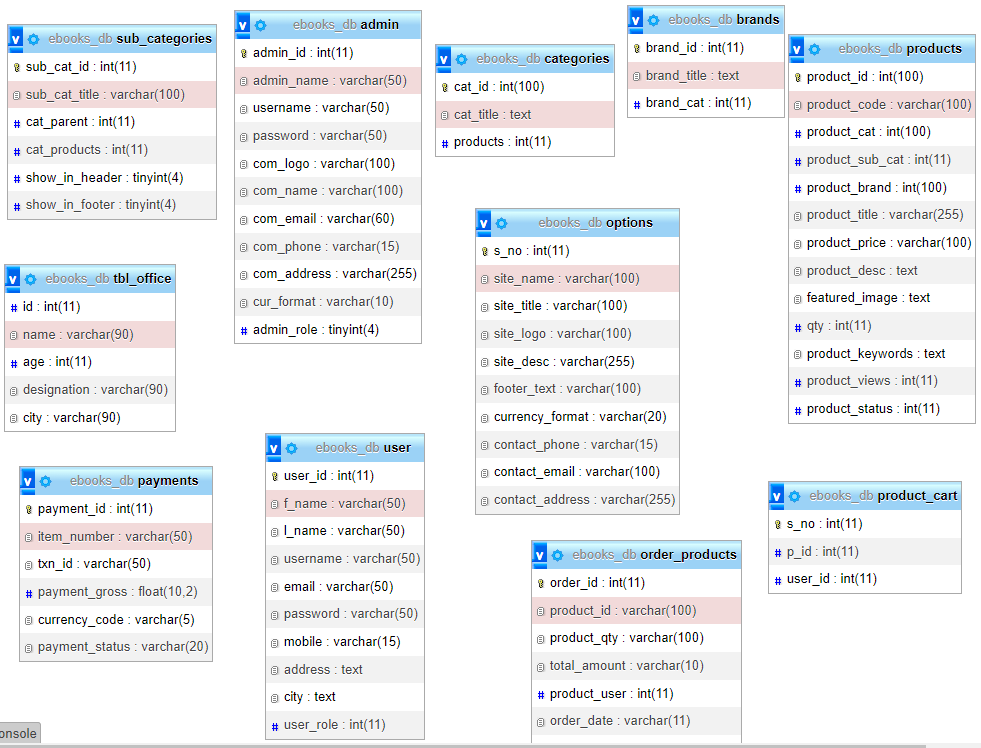 v ebooks_db sub_categories
sub_cat_id : int(11)
sub_cat_title : varchar(100)
# cat_parent : int(11)
# cat_products : int(11)
# show_in_header : tinyint(4)
# show_in_footer : tinyint(4)
v ebooks_db admin
admin_id : int(11)
admin_name : varchar(50)
username : varchar(50)
password : varchar(50)
com_logo : varchar(100)
com_name : varchar(100)
com_email : varchar(60)
com_phone : varchar(15)
com_address : varchar(255)
cur_format : varchar(10)
# admin_role : tinyint(4)
v ebooks_db categories
cat_id : int(100)
cat_title : text
# products : int(11)
v ebooks_db brands
brand_id : int(11)
brand_title : text
# brand_cat : int(11)
v ebooks_db products
product_id : int(100)
product_code : varchar(100)
# product_cat : int(100)
# product_sub_cat : int(11)
# product_brand : int(100)
product_title : varchar(255)
product_price : varchar(100)
product_desc : text
featured_image : text
# qty : int(11)
product_keywords : text
# product_views : int(11)
# product_status : int(11)
v ebooks_db tbl_office
# id : int(11)
name : varchar(90)
# age : int(11)
designation : varchar(90)
city : varchar(90)
v ebooks_db options
s_no : int(11)
site_name : varchar(100)
site_title : varchar(100)
site_logo : varchar(100)
site_desc : varchar(255)
footer_text : varchar(100)
currency_format : varchar(20)
contact_phone : varchar(15)
contact_email : varchar(100)
contact_address : varchar(255)
v ebooks_db payments
payment_id : int(11)
item_number : varchar(50)
txn_id : varchar(50)
# payment_gross : float(10,2)
currency_code : varchar(5)
payment_status : varchar(20)
v ebooks_db user
user_id : int(11)
f_name : varchar(50)
l_name : varchar(50)
username : varchar(50)
email : varchar(50)
password : varchar(50)
mobile : varchar(15)
address : text
city : text
# user_role : int(11)
v ebooks_db order_products
order_id : int(11)
product_id : varchar(100)
product_qty : varchar(100)
total_amount : varchar(10)
# product_user : int(11)
order_date : varchar(11)
v ebooks_db product_cart
s_no : int(11)
# p_id : int(11)
# user_id : int(11)
onsole